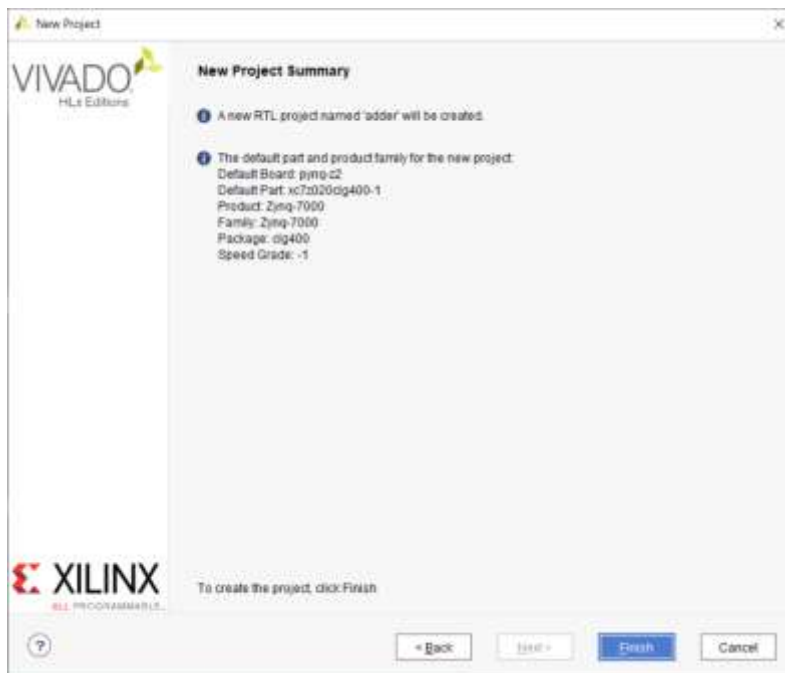 New Project
VIVADO
HLx Editions
New Project Summary
A new RTL project named 'adder' will be created.
The default part and product family for the new project:
Default Board: pynq-z2
Default Part: xc7z020clg400-1
Product: Zynq-7000
Family: Zynq-7000
Package: clg400
Speed Grade: -1
XILINX
ALL PROGRAMMABLE
To create the project, click Finish
?
< Back
Next >
Finish
Cancel